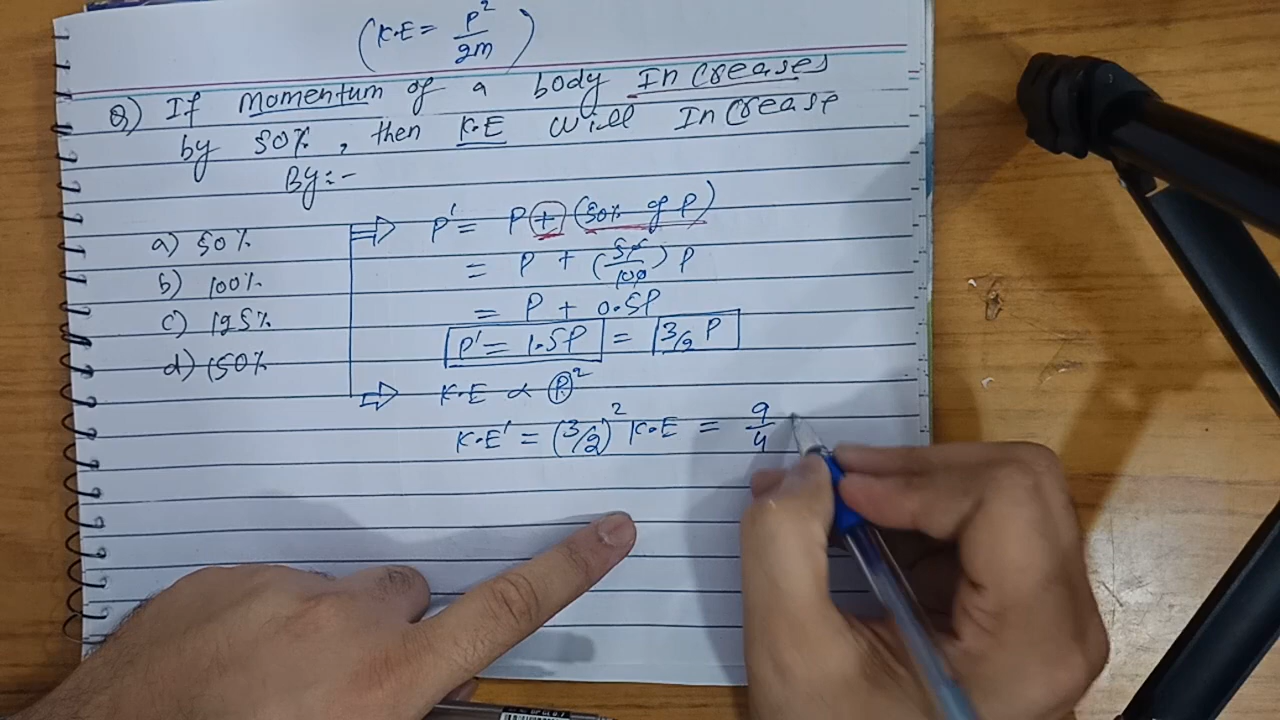 (K.E = P²/2m)
Q) If momentum of a body Increases
by 50%, then K.E will Increase
By:-
a) 50%
b) 100%
c) 125%
d) 150%
⇒ P' = P + (50% of P)
= P + (50/100) P
= P + 0.5P
P' = 1.5P = 3/2 P
⇒ K.E ∝ P²
K.E' = (3/2)² K.E = 9/4